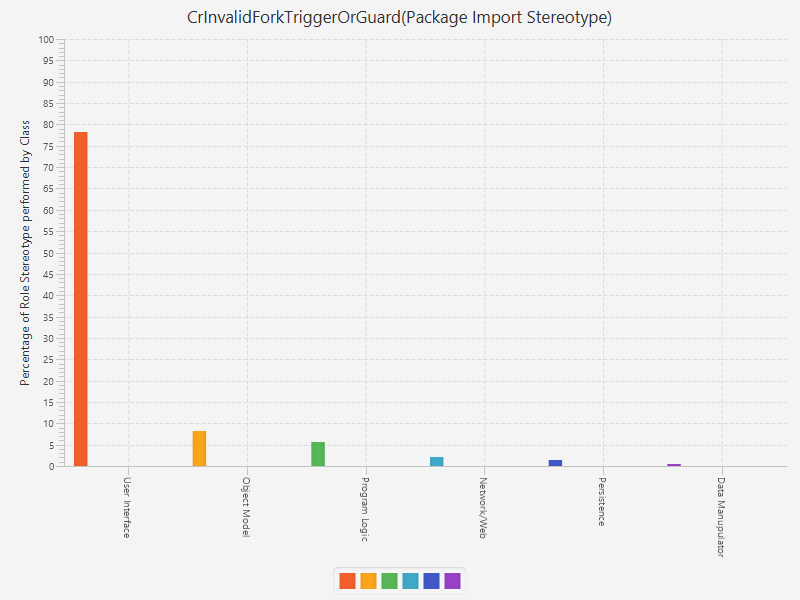 CrInvalidForkTriggerOrGuard(Package Import Stereotype)
Percentage of Role Stereotype performed by Class
100
95
90
85
80
75
70
65
60
55
50
45
40
35
30
25
20
15
10
5
0
User Interface
Object Model
Program Logic
Network/Web
Persistence
Data Manupulator